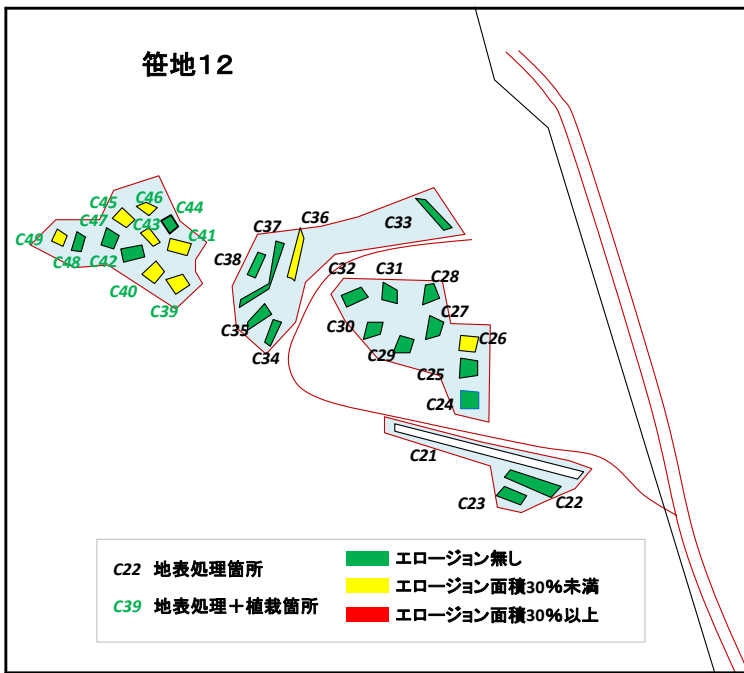 笹地12
C46
C45
C44
C47
C43
C41
C49
C48
C42
C40
C39
C36
C37
C33
C38
C35
C34
C32
C31
C28
C27
C30
C26
C29
C25
C24
C21
C23
C22
C22 地表処理箇所
C39 地表処理＋植栽箇所
エロージョン無し
エロージョン面積30%未満
エロージョン面積30%以上